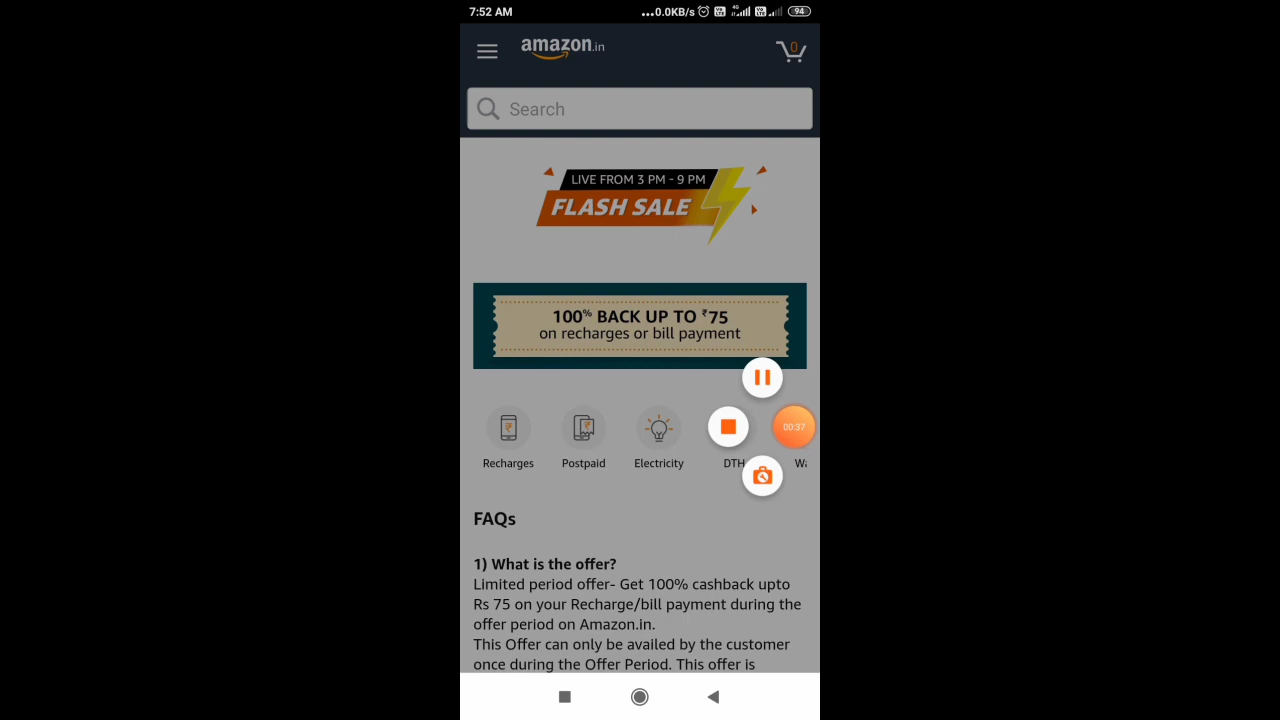 7:52 AM
...0.0KB/s 4G 94
amazon.in
0
Search
LIVE FROM 3 PM - 9 PM
FLASH SALE
100% BACK UP TO ₹75
on recharges or bill payment
00:37
Recharges Postpaid Electricity DTH
FAQs
1) What is the offer?
Limited period offer- Get 100% cashback upto
Rs 75 on your Recharge/bill payment during the
offer period on Amazon.in.
This Offer can only be availed by the customer
once during the Offer Period. This offer is